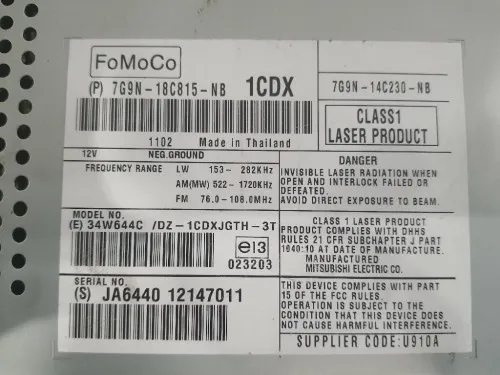 FoMoCo
(P) 7G9N-18C815-NB 1CDX
7G9N-14C230-NB
CLASS1
LASER PRODUCT
1102 Made in Thailand
12V NEG.GROUND
FREQUENCY RANGE LW 153- 282KHz
AM(MW) 522-1720KHz
FM 76.0-108.0MHz
DANGER
INVISIBLE LASER RADIATION WHEN
OPEN AND INTERLOCK FAILED OR
DEFEATED.
AVOID DIRECT EXPOSURE TO BEAM.
MODEL NO.
(E) 34W644C /DZ-1CDXJGTH-3T
e13
023203
CLASS 1 LASER PRODUCT
PRODUCT COMPLIES WITH DHHS
RULES 21 CFR SUBCHAPTER J PART
1040:10 AT DATE OF MANUFACTURE.
MANUFACTURED
MITSUBISHI ELECTRIC CO.
SERIAL NO.
(S) JA6440 12147011
THIS DEVICE COMPLIES WITH PART
15 OF THE FCC RULES.
OPERATION IS SUBJECT TO THE
CONDITION THAT THIS DEVICE DOES
NOT CAUSE HARMFUL INTERFERENCE.
SUPPLIER CODE: U910A